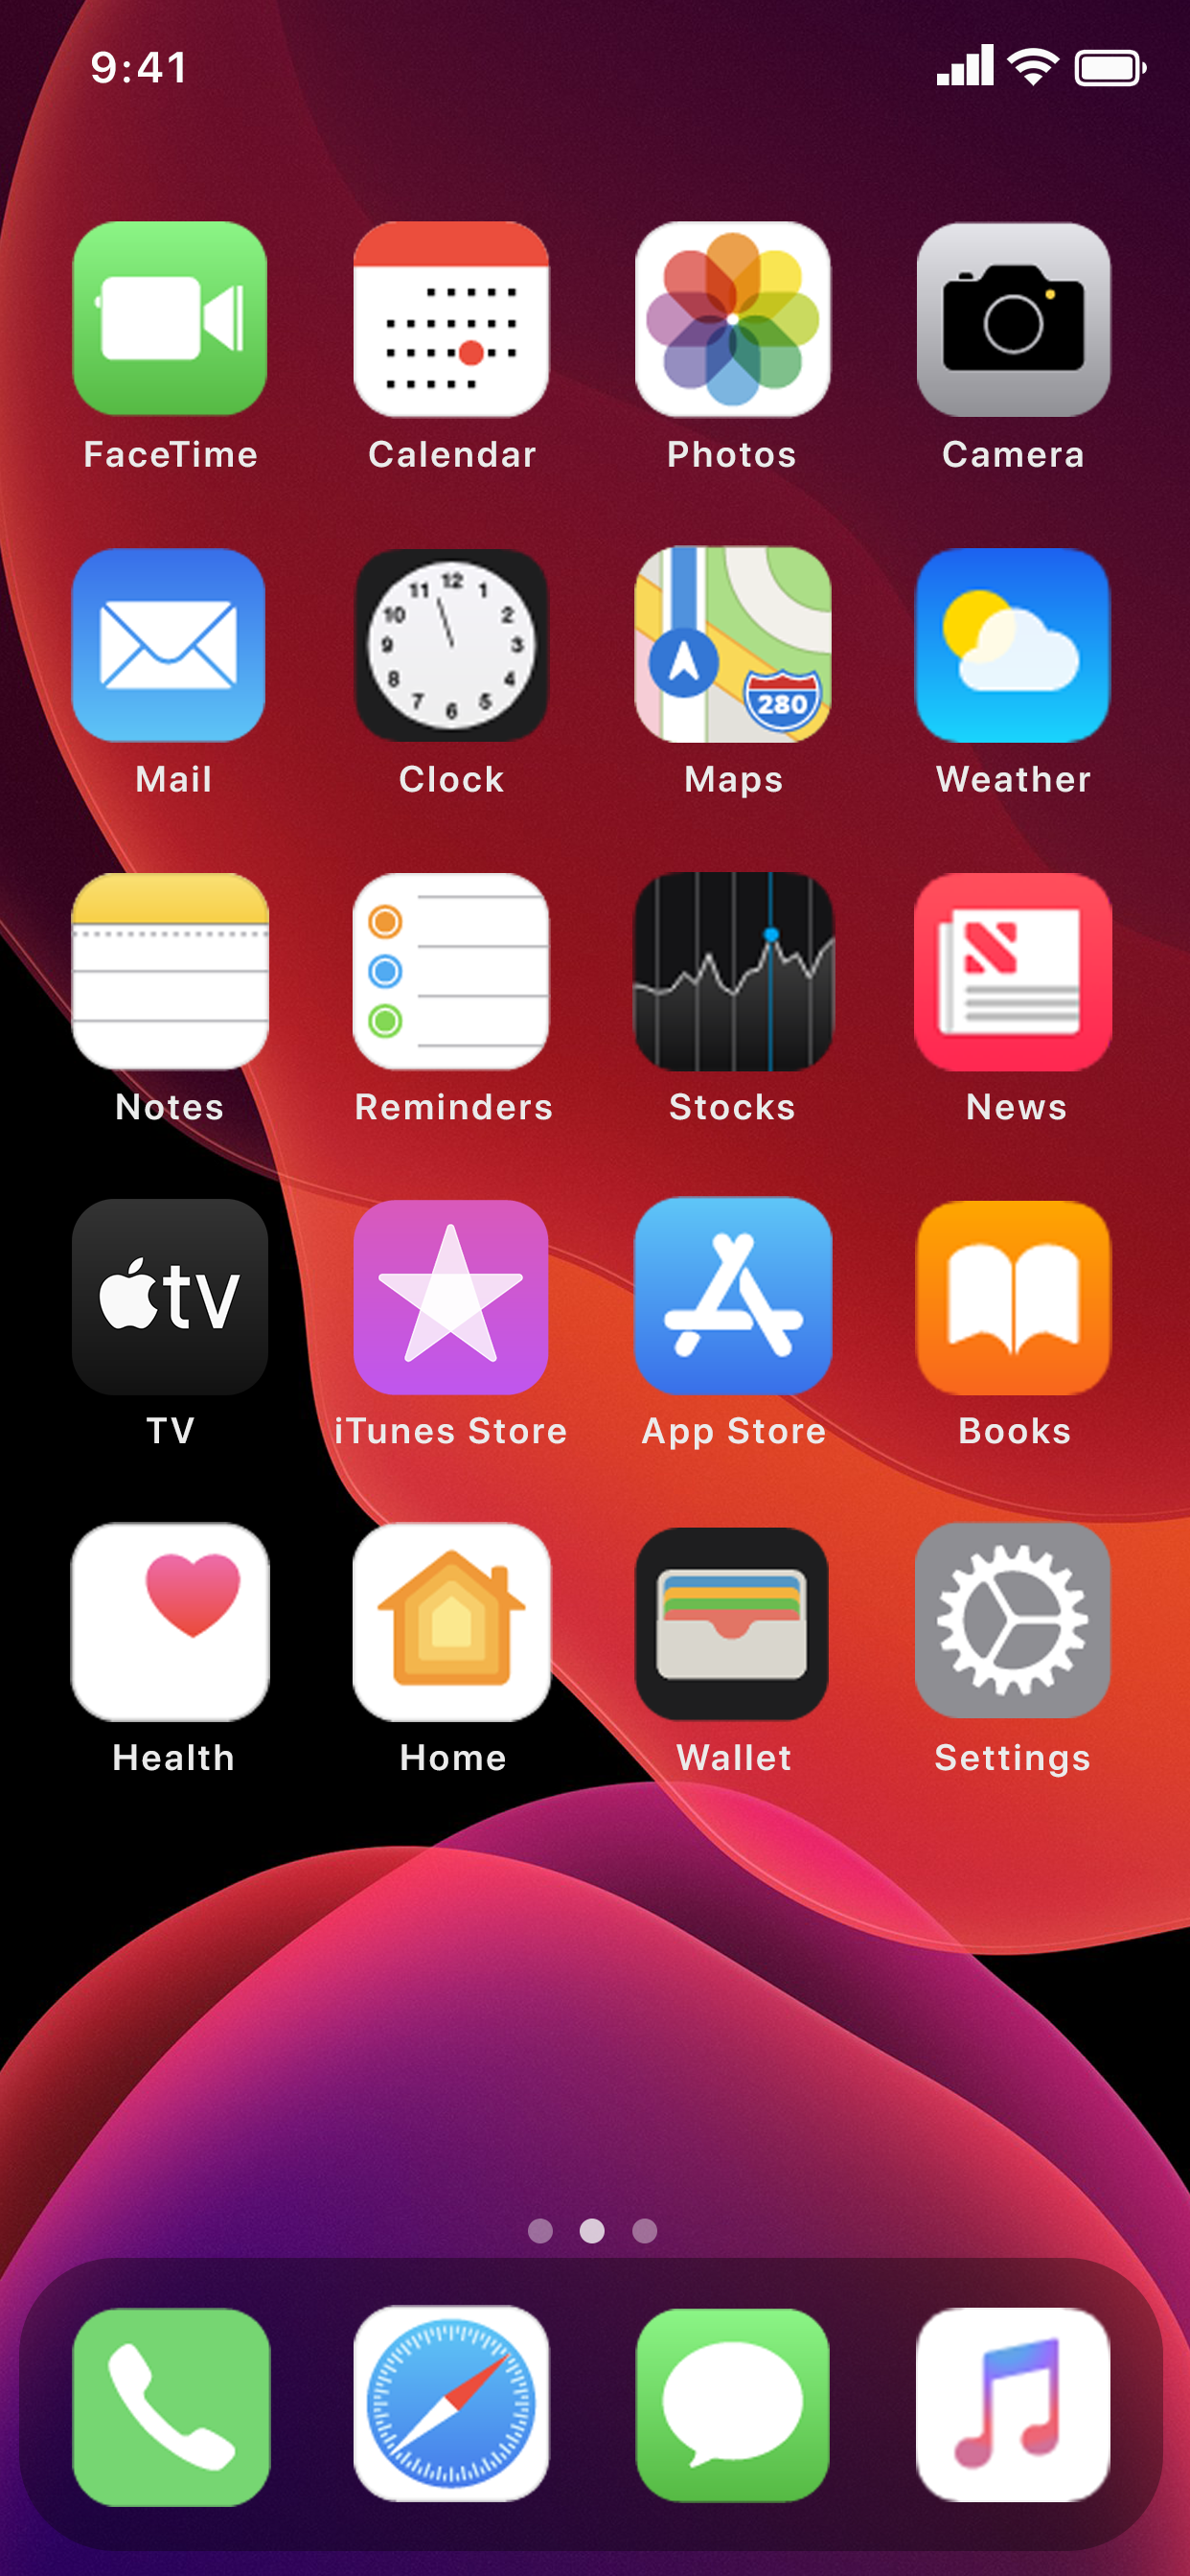 9:41
FaceTime Calendar Photos Camera
12
11 1
10 2
9 3
8 4
7 5
6
280
Mail Clock Maps Weather
Notes Reminders Stocks News
tv
TV iTunes Store App Store Books
Health Home Wallet Settings